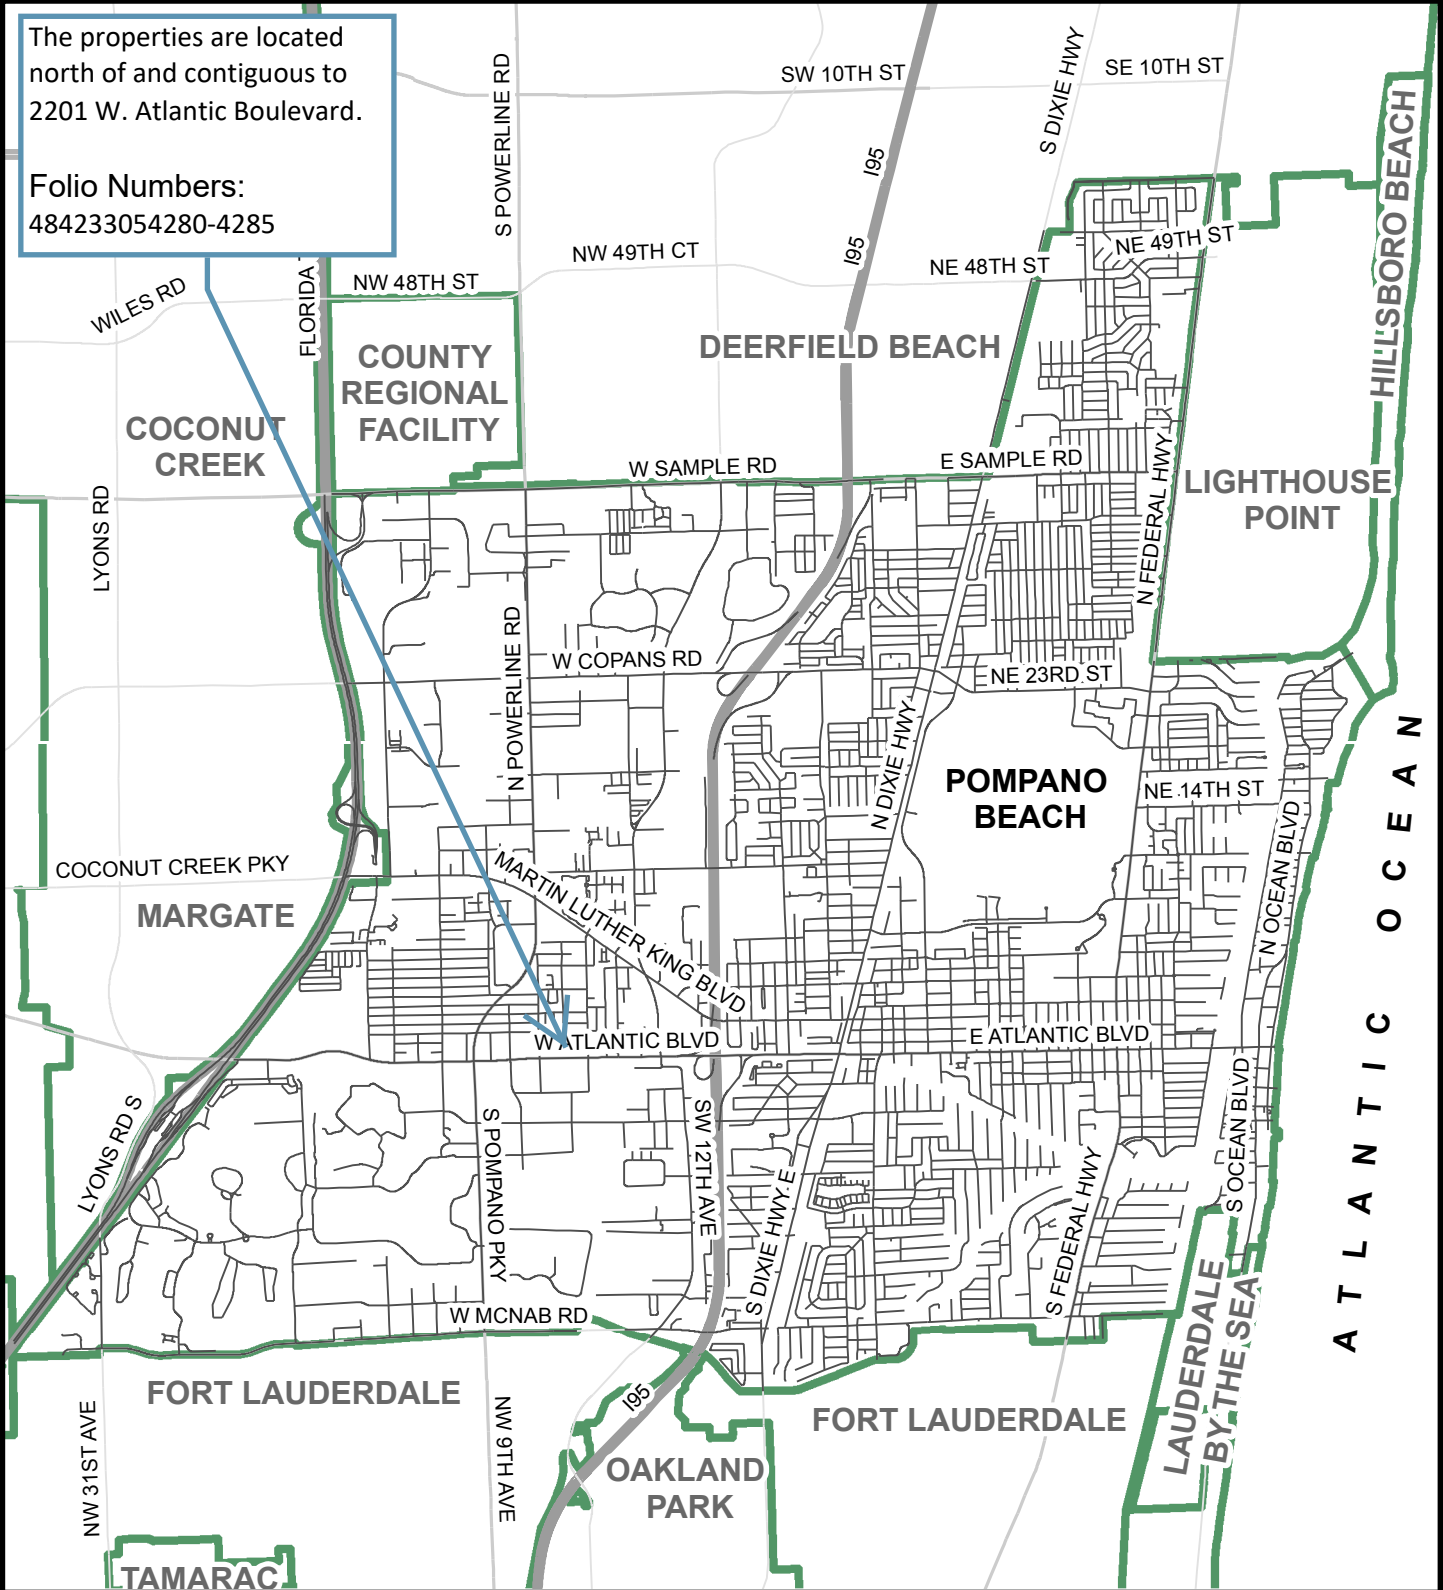 The properties are located
north of and contiguous to
2201 W. Atlantic Boulevard.
Folio Numbers:
484233054280-4285
S POWERLINE RD
SW 10TH ST
SE 10TH ST
S DIXIE HWY
I95
HILLSBORO BEACH
I95
NW 49TH CT
NE 49TH ST
NE 48TH ST
NW 48TH ST
WILES RD
FLORIDA
DEERFIELD BEACH
COUNTY
REGIONAL
FACILITY
COCONUT
CREEK
W SAMPLE RD
E SAMPLE RD
LYONS RD
N FEDERAL HWY
LIGHTHOUSE
POINT
N POWERLINE RD
W COPANS RD
NE 23RD ST
N DIXIE HWY
POMPANO
BEACH
NE 14TH ST
N OCEAN BLVD
ATLANTIC OCEAN
COCONUT CREEK PKY
MARTIN LUTHER KING BLVD
MARGATE
W ATLANTIC BLVD
E ATLANTIC BLVD
LYONS RD S
S POMPANO PKY
SW 12TH AVE
S DIXIE HWY E
S FEDERAL HWY
S OCEAN BLVD
W MCNAB RD
LAUDERDALE
BY THE SEA
FORT LAUDERDALE
I95
FORT LAUDERDALE
NW 31ST AVE
NW 9TH AVE
OAKLAND
PARK
TAMARAC